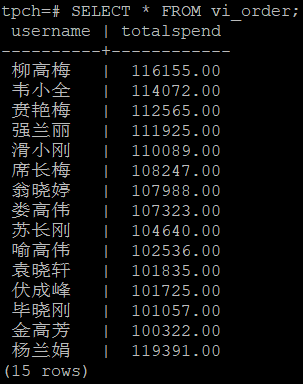 tpch=# SELECT * FROM vi_order;
username | totalspend
----------+------------
柳高梅 | 116155.00
韦小全 | 114072.00
贲艳梅 | 112565.00
强兰丽 | 111925.00
滑小刚 | 110089.00
席长梅 | 108247.00
翁晓婷 | 107988.00
娄高伟 | 107323.00
苏长刚 | 104640.00
喻高伟 | 102536.00
袁晓轩 | 101835.00
伏成峰 | 101725.00
毕晓刚 | 101057.00
金高芳 | 100322.00
杨兰娟 | 119391.00
(15 rows)